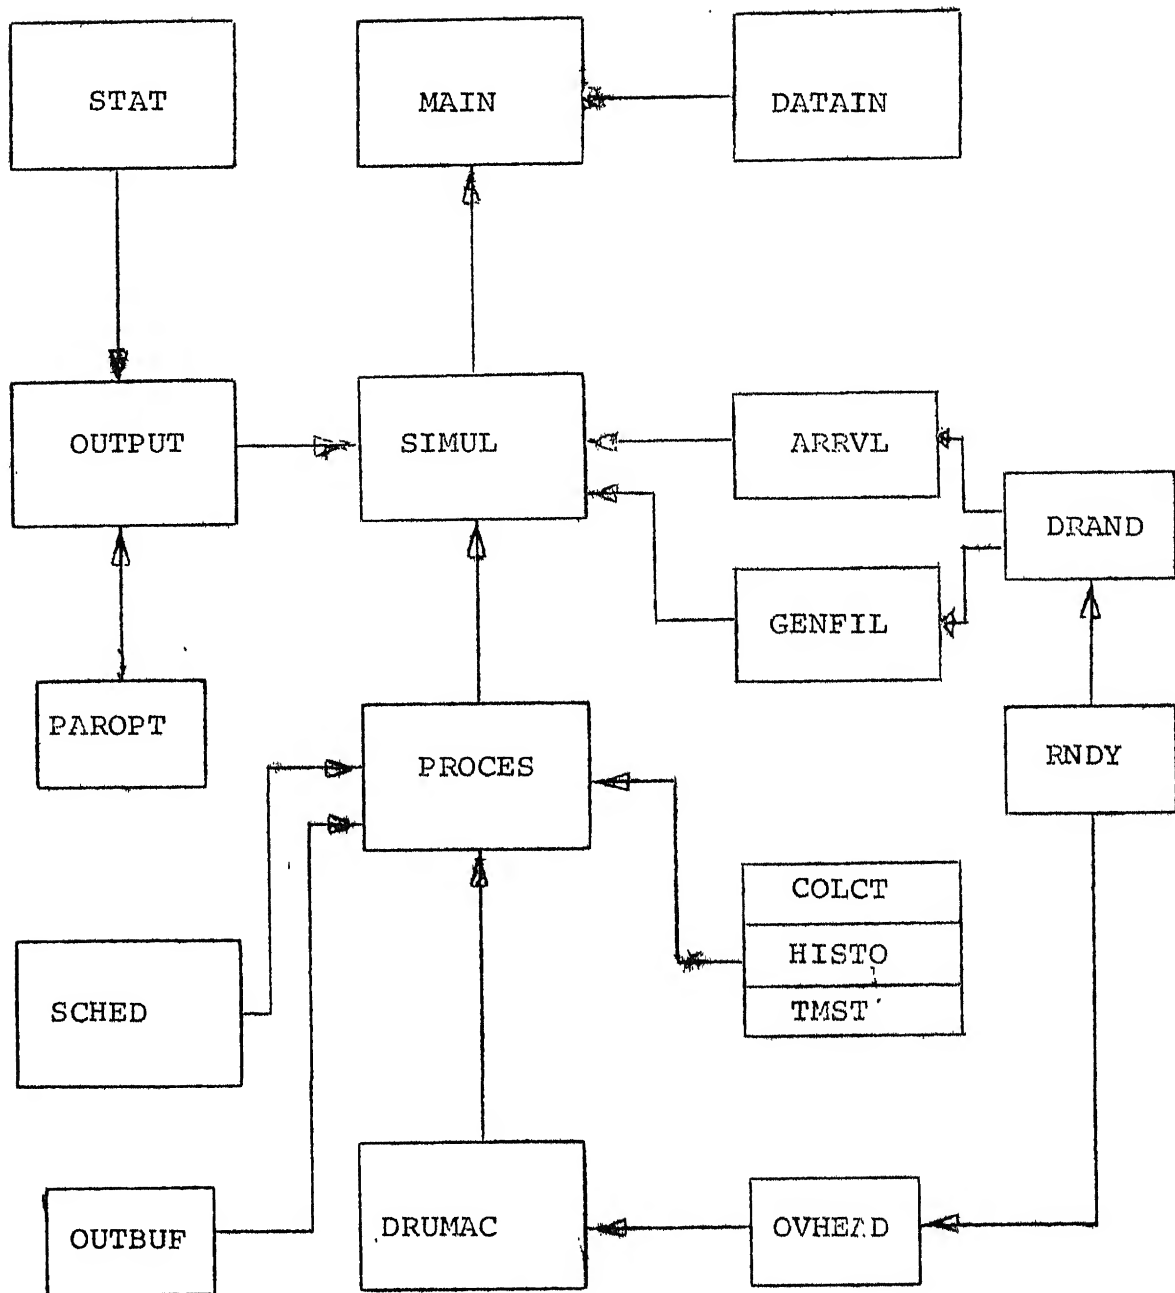 STAT
MAIN
DATAIN
OUTPUT
SIMUL
ARRVL
DRAND
GENFIL
PAROPT
PROCES
RNDY
COLCT
HISTO
TMST
SCHED
DRUMAC
OVHEAD
OUTBUF